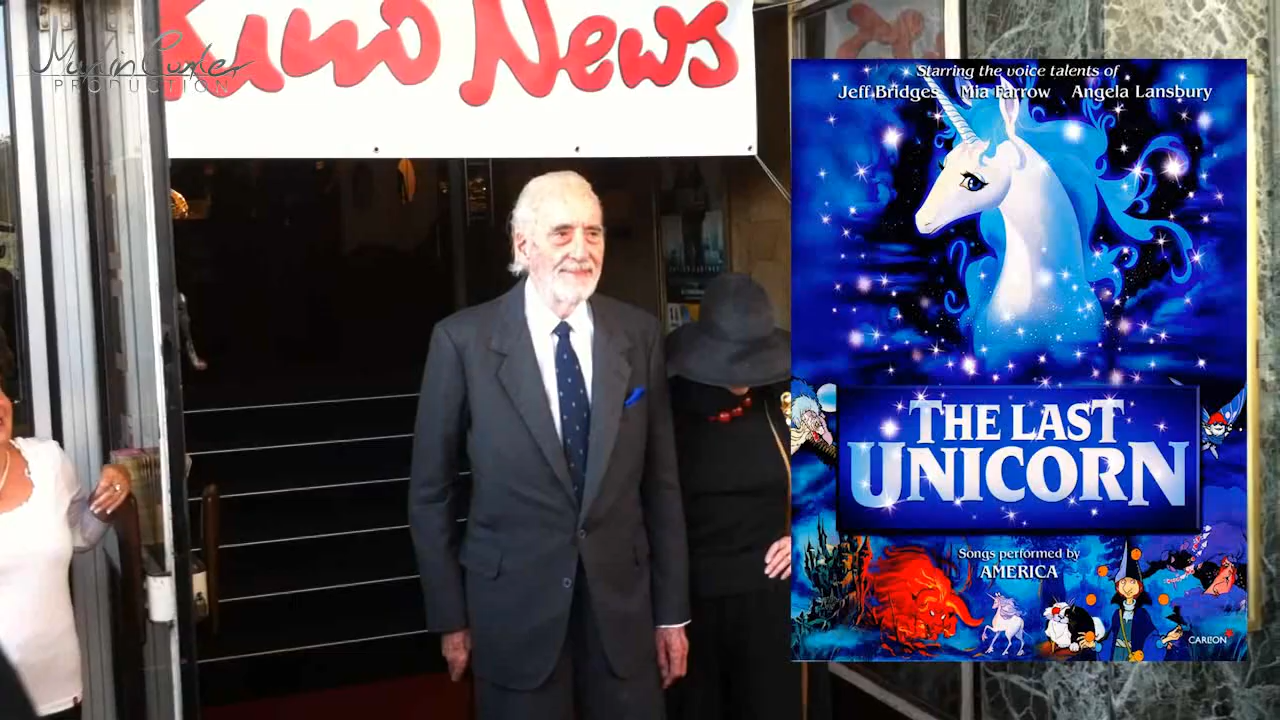 Kino News
PRODUCTION
Starring the voice talents of
Jeff Bridges Mia Farrow Angela Lansbury
THE LAST
UNICORN
Songs performed by
AMERICA
CARLTON